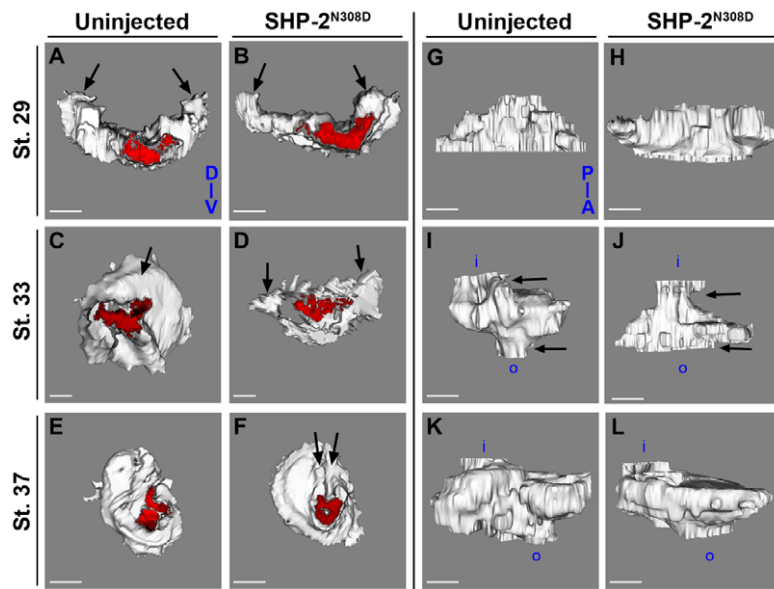 Uninjected SHP-2N308D Uninjected SHP-2N308D
St. 29
A B G H
D
V
P
A
St. 33
C D I J
i i
o o
St. 37
E F K L
i i
o o